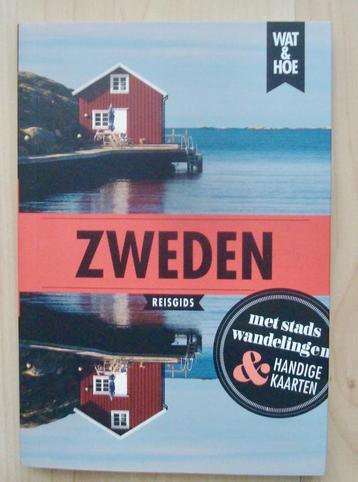 WAT
&
HOE
ZWEDEN
REISGIDS
met stads
wandelingen
& HANDIGE
KAARTEN